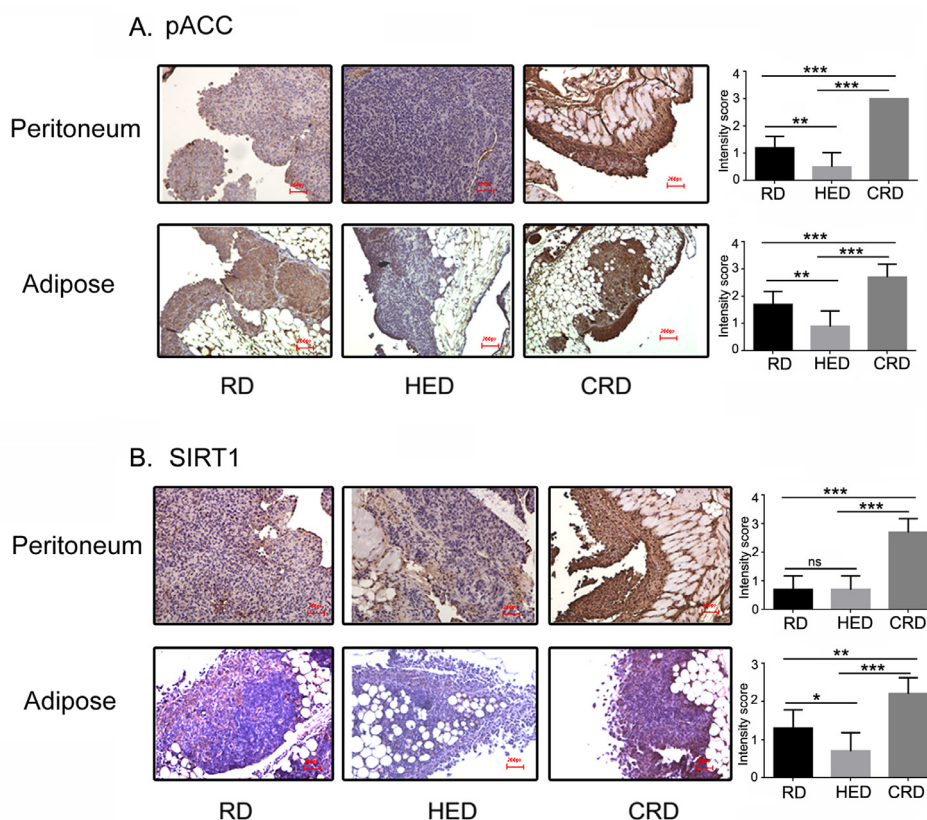 A. pACC
Peritoneum
Intensity score
4
3
2
1
0
***
***
**
RD HED CRD
Adipose
Intensity score
4
3
2
1
0
***
***
**
RD HED CRD
RD HED CRD
B. SIRT1
Peritoneum
Intensity score
4
3
2
1
0
***
***
ns
RD HED CRD
Adipose
Intensity score
3
2
1
0
**
***
*
RD HED CRD
RD HED CRD